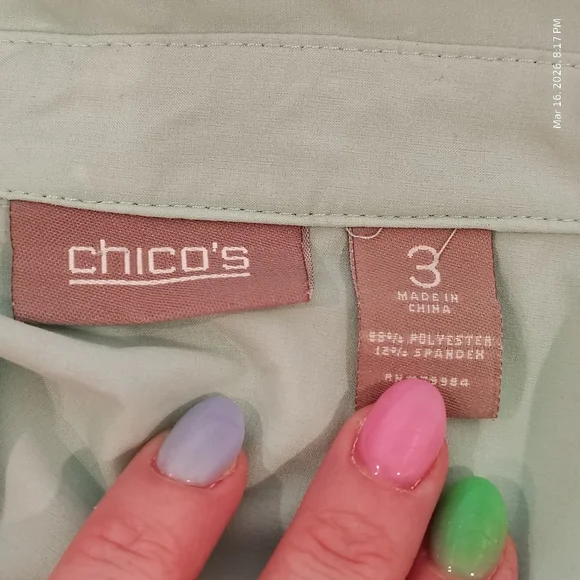 Mar 16, 2026, 8:17 PM
chico's
3
MADE IN
CHINA
88% POLYESTER
12% SPANDEX